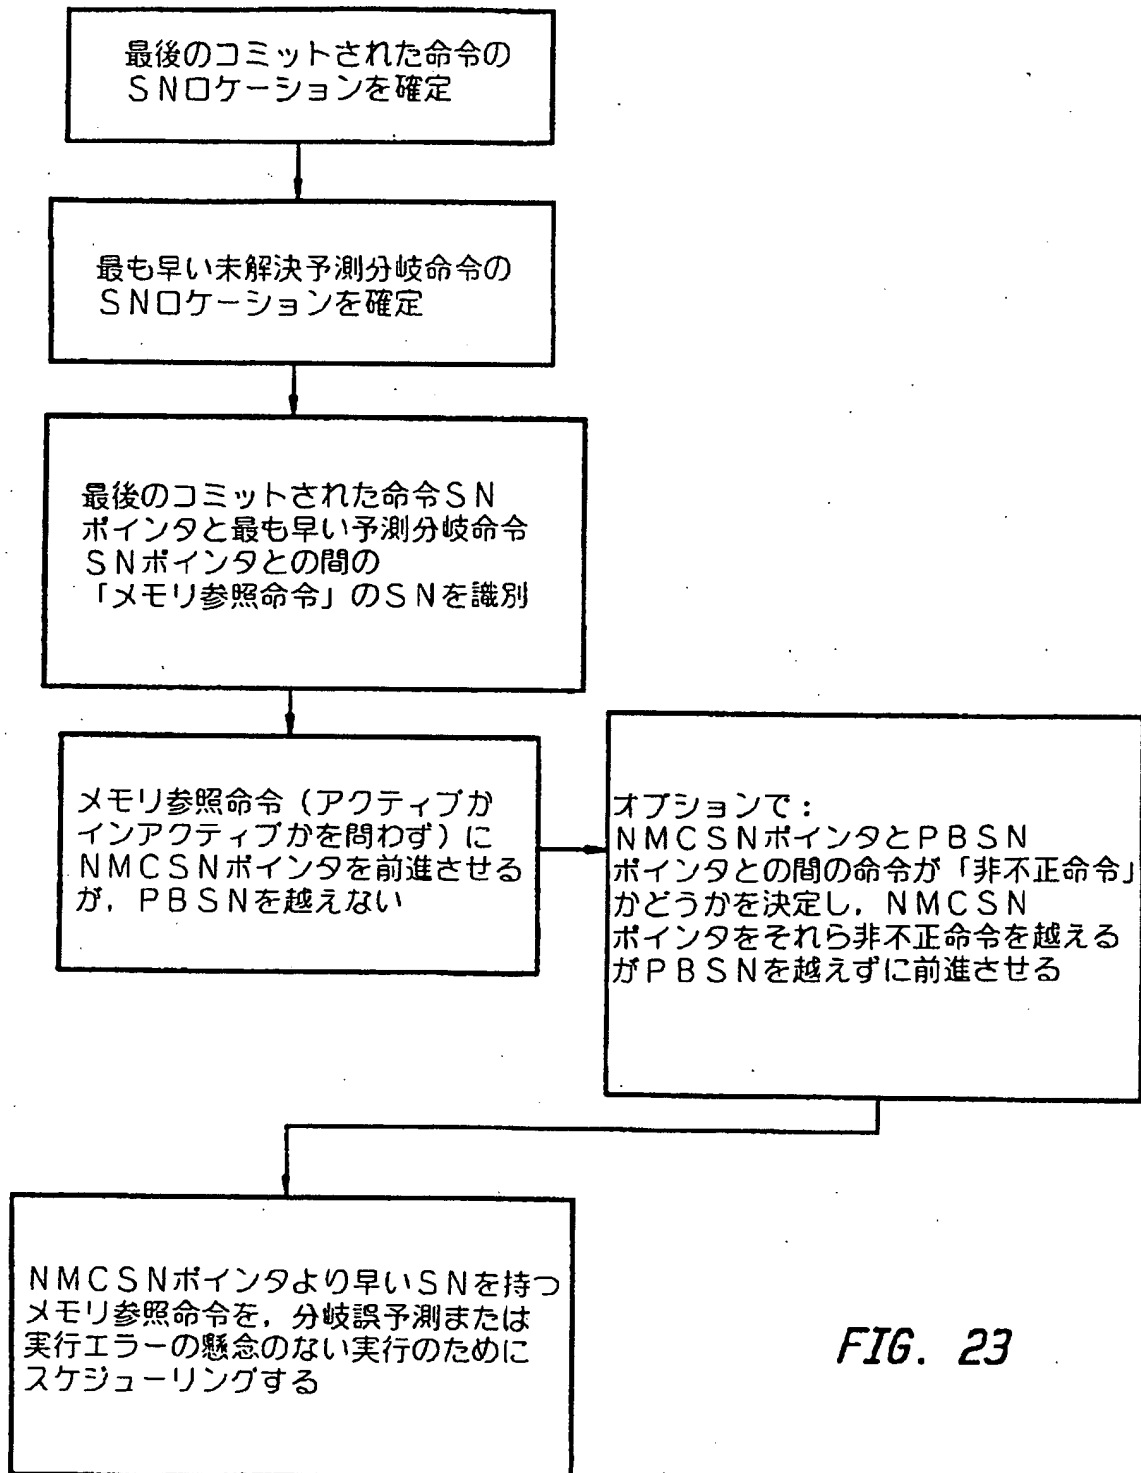 最後のコミットされた命令の
SNロケーションを確定
最も早い未解決予測分岐命令の
SNロケーションを確定
最後のコミットされた命令SN
ポインタと最も早い予測分岐命令
SNポインタとの間の
「メモリ参照命令」のSNを識別
メモリ参照命令(アクティブか
インアクティブかを問わず)に
NMCSNポインタを前進させる
が,PBSNを越えない
オプションで:
NMCSNポインタとPBSN
ポインタとの間の命令が「非不正命令」
かどうかを決定し,NMCSN
ポインタをそれら非不正命令を越える
がPBSNを越えずに前進させる
NMCSNポインタより早いSNを持つ
メモリ参照命令を,分岐誤予測または
実行エラーの懸念のない実行のために
スケジューリングする
FIG. 23